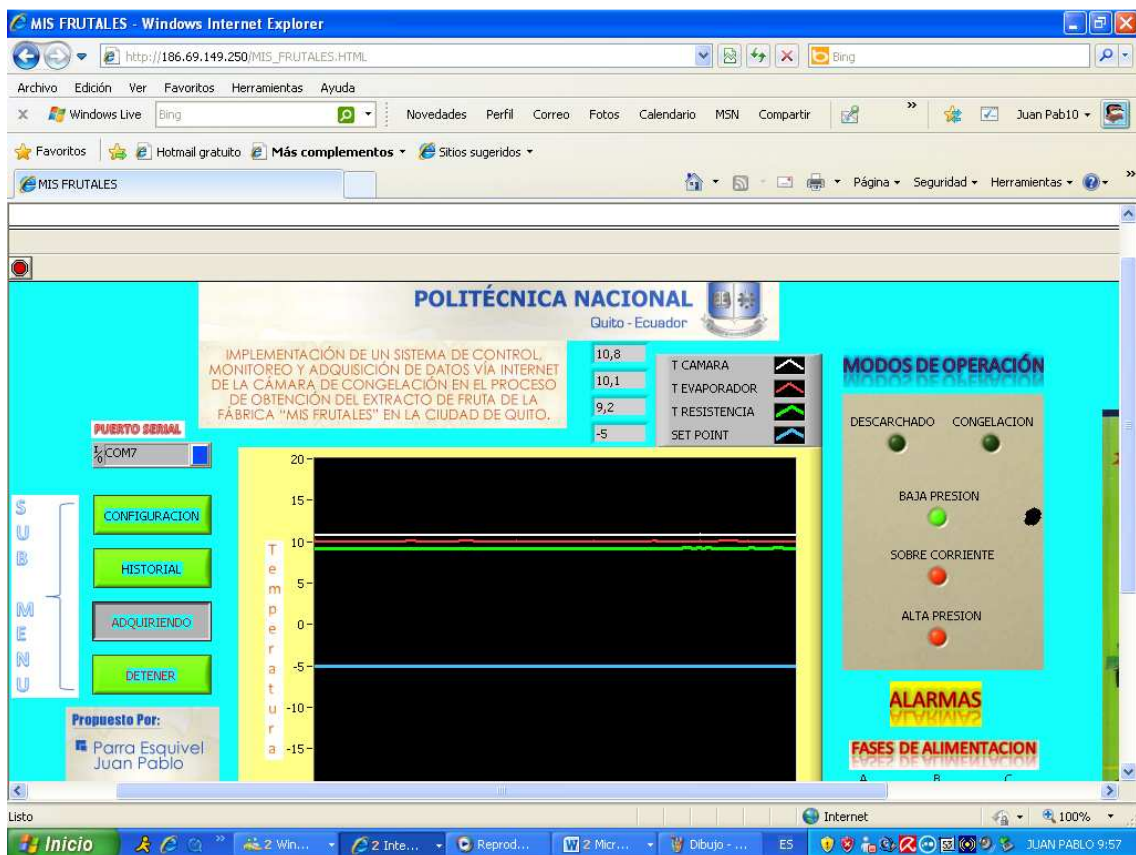 MIS FRUTALES - Windows Internet Explorer
http://186.69.149.250/MIS_FRUTALES.HTML
Bing
Archivo Edición Ver Favoritos Herramientas Ayuda
Windows Live Bing Novedades Perfil Correo Fotos Calendario MSN Compartir » Juan Pab10
Favoritos Hotmail gratuito Más complementos Sitios sugeridos
MIS FRUTALES Página Seguridad Herramientas »
POLITÉCNICA NACIONAL
Quito - Ecuador
IMPLEMENTACIÓN DE UN SISTEMA DE CONTROL,
MONITOREO Y ADQUISICIÓN DE DATOS VÍA INTERNET
DE LA CÁMARA DE CONGELACIÓN EN EL PROCESO
DE OBTENCIÓN DEL EXTRACTO DE FRUTA DE LA
FÁBRICA "MIS FRUTALES" EN LA CIUDAD DE QUITO.
10,8 T CAMARA
10,1 T EVAPORADOR
9,2 T RESISTENCIA
-5 SET POINT
PUERTO SERIAL
COM7
SUB MENU
CONFIGURACION
HISTORIAL
ADQUIRIENDO
DETENER
Propuesto Por:
Parra Esquivel
Juan Pablo
Temperatura
20
15
10
5
0
-5
-10
-15
MODOS DE OPERACIÓN
DESCARCHADO CONGELACION
BAJA PRESION
SOBRE CORRIENTE
ALTA PRESION
ALARMAS
FASES DE ALIMENTACION
A B C
Listo Internet 100%
Inicio » 2 Win... 2 Inte... Reprod... 2 Micr... Dibujo - ... ES JUAN PABLO 9:57